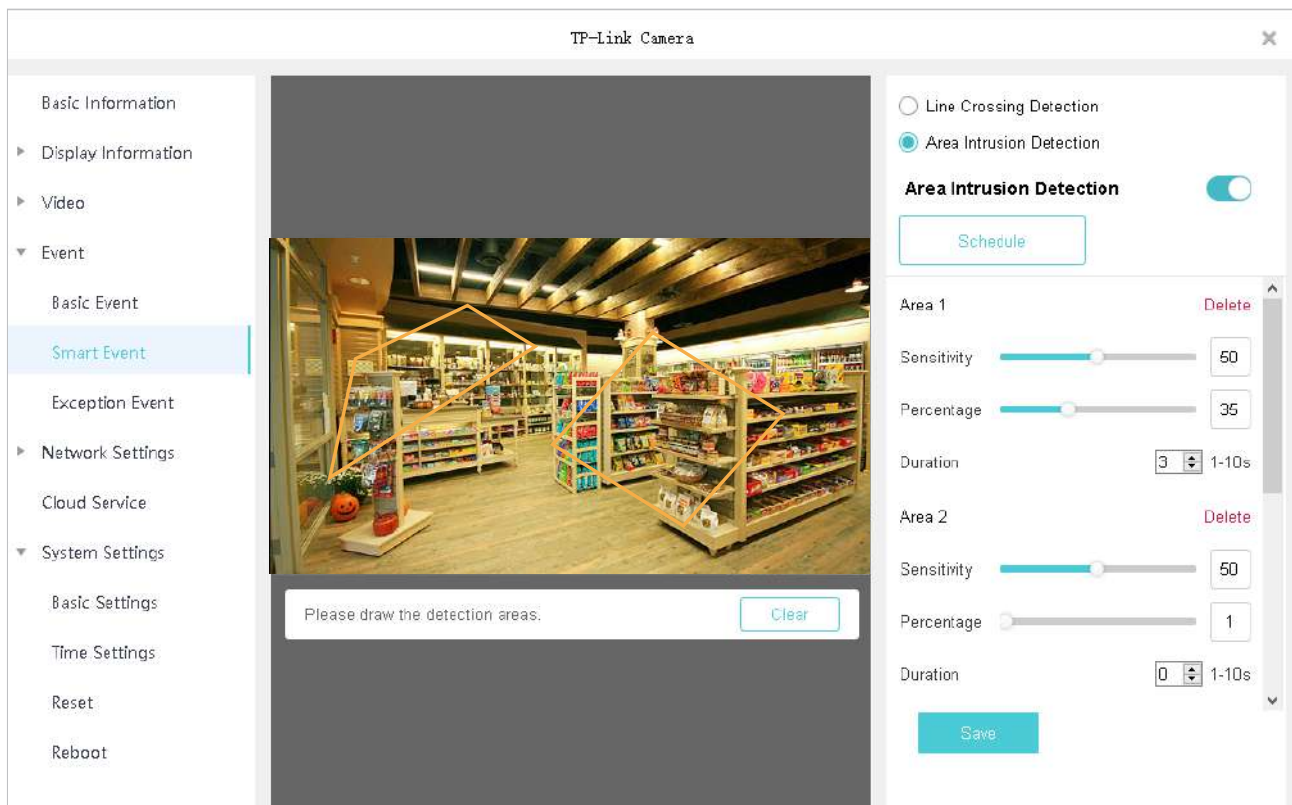 TP-Link Camera
Basic Information
Display Information
Video
Event
Basic Event
Smart Event
Exception Event
Network Settings
Cloud Service
System Settings
Basic Settings
Time Settings
Reset
Reboot
Please draw the detection areas.
Clear
Line Crossing Detection
Area Intrusion Detection
Area Intrusion Detection
Schedule
Area 1 Delete
Sensitivity 50
Percentage 35
Duration 3 1-10s
Area 2 Delete
Sensitivity 50
Percentage 1
Duration 0 1-10s
Save